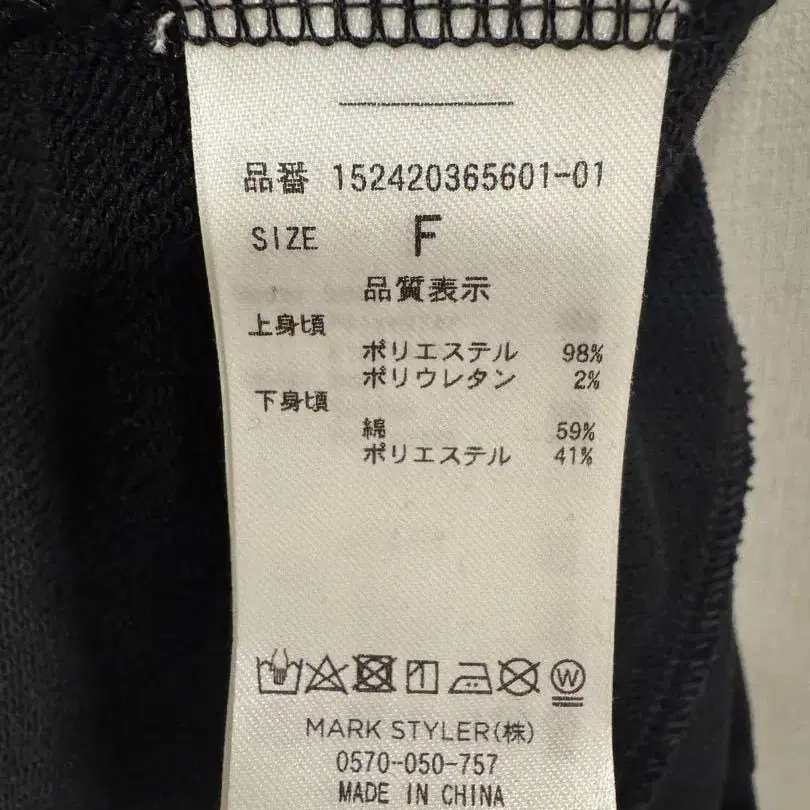 品番 152420365601-01
SIZE F
品質表示
上身頃
ポリエステル 98%
ポリウレタン 2%
下身頃
綿 59%
ポリエステル 41%
W
MARK STYLER(株)
0570-050-757
MADE IN CHINA